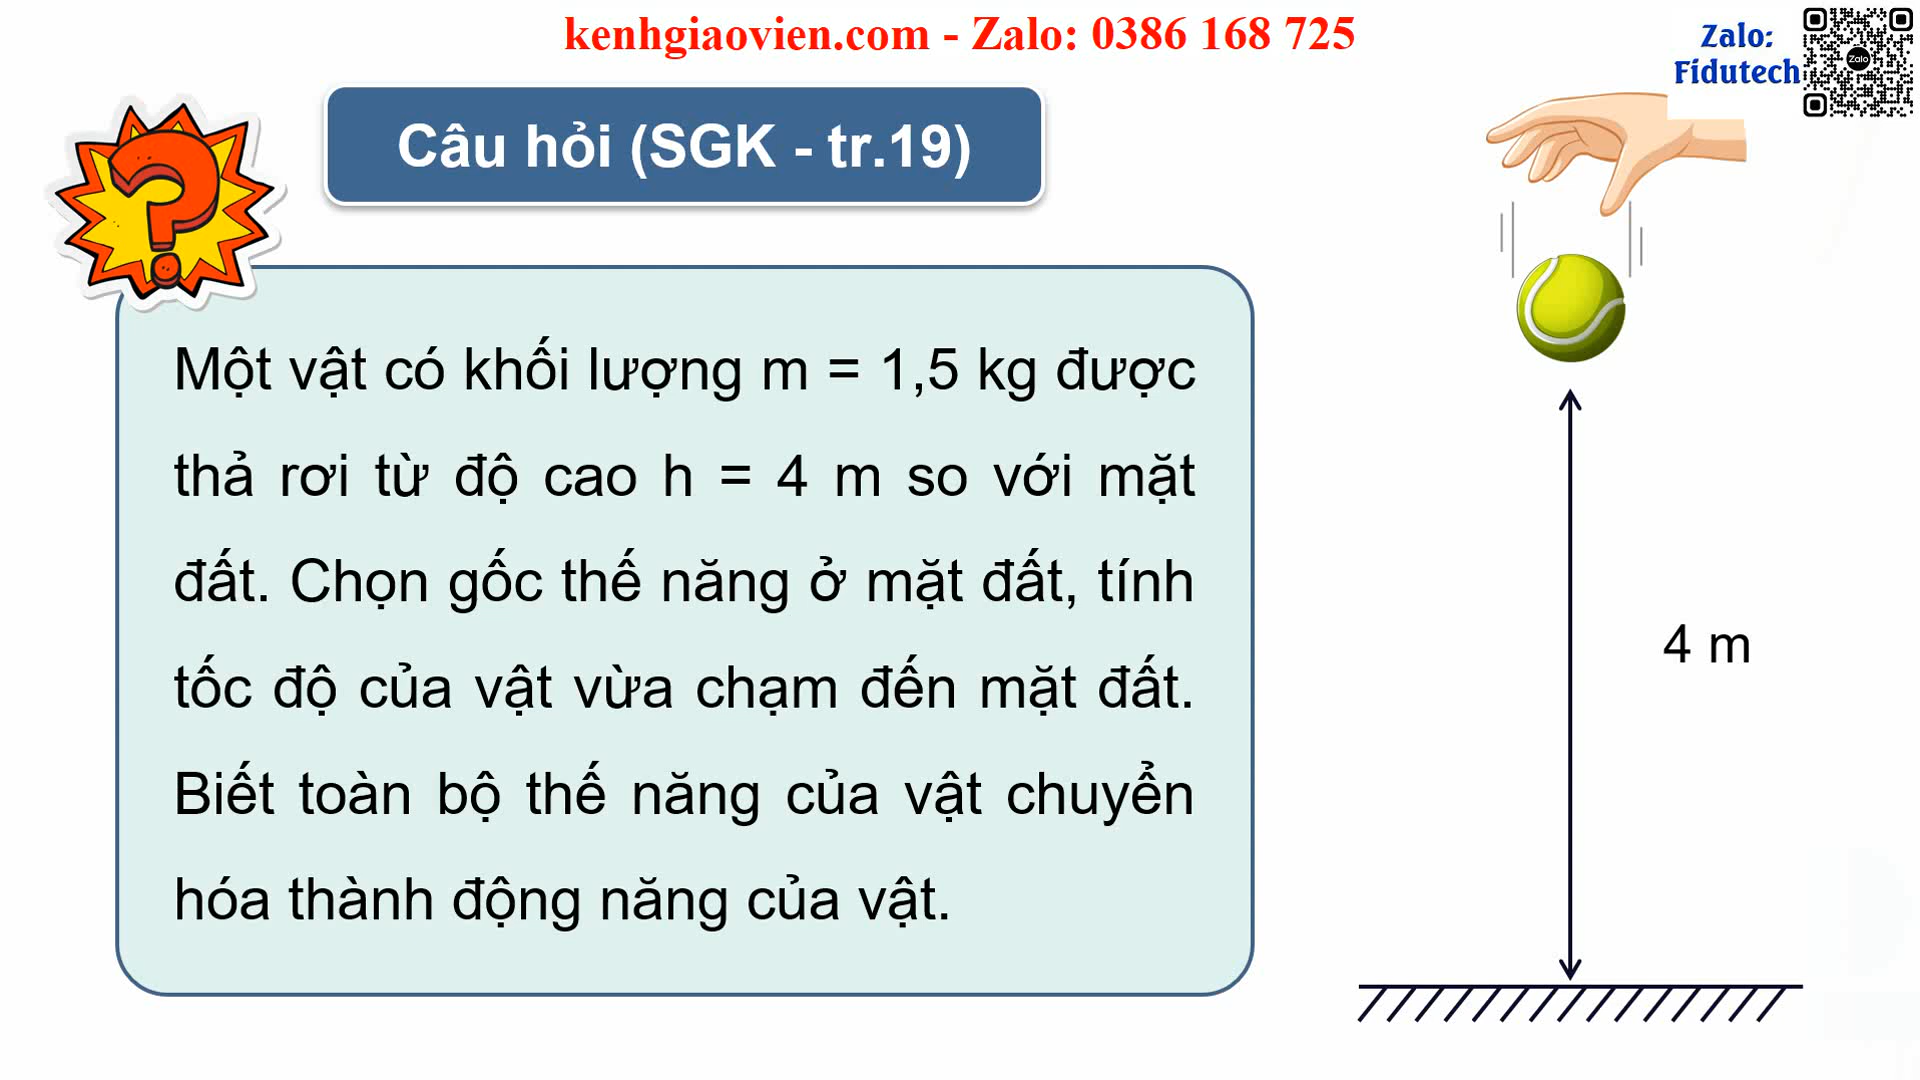 kenhgiaovien.com - Zalo: 0386 168 725
Zalo:
Fidutech
Zalo
Câu hỏi (SGK - tr.19)
Một vật có khối lượng m = 1,5 kg được
thả rơi từ độ cao h = 4 m so với mặt
đất. Chọn gốc thế năng ở mặt đất, tính
tốc độ của vật vừa chạm đến mặt đất.
Biết toàn bộ thế năng của vật chuyển
hóa thành động năng của vật.
4 m